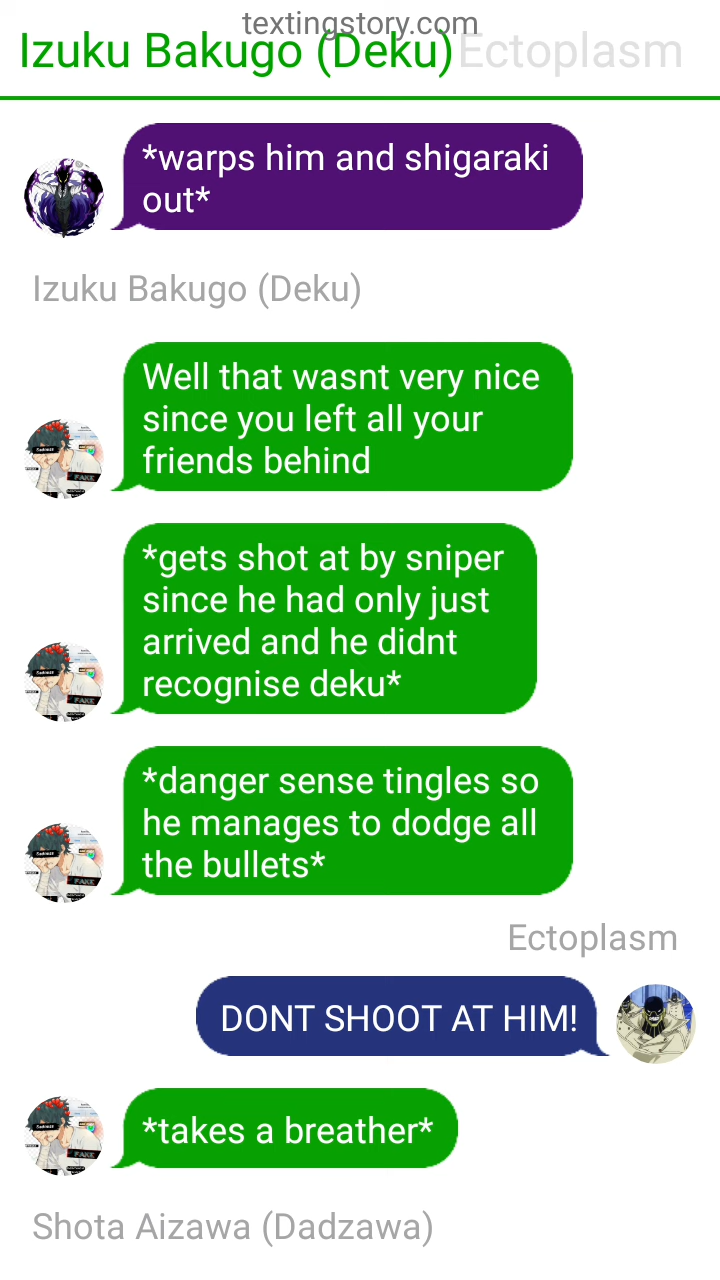 textingstory.com
Izuku Bakugo (Deku) Ectoplasm
*warps him and shigaraki
out*
Izuku Bakugo (Deku)
Well that wasnt very nice
since you left all your
friends behind
*gets shot at by sniper
since he had only just
arrived and he didnt
recognise deku*
*danger sense tingles so
he manages to dodge all
the bullets*
Ectoplasm
DONT SHOOT AT HIM!
*takes a breather*
Shota Aizawa (Dadzawa)